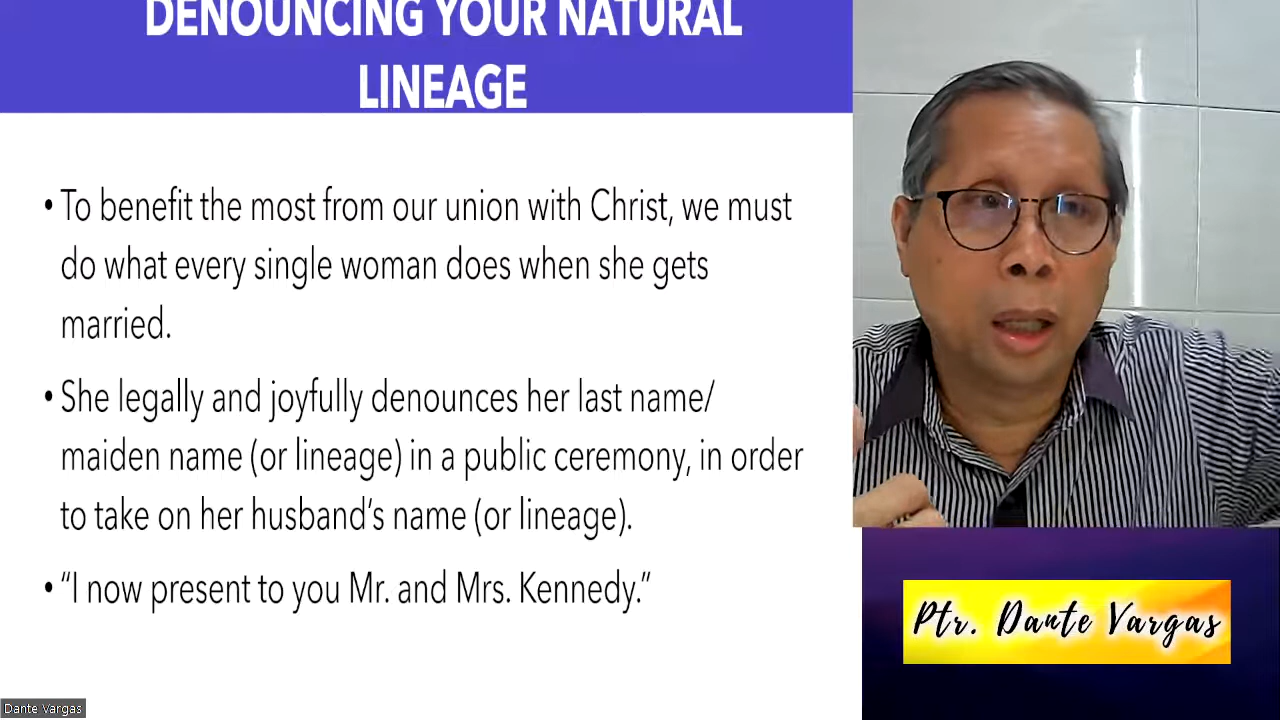 DENOUNCING YOUR NATURAL
LINEAGE
• To benefit the most from our union with Christ, we must
do what every single woman does when she gets
married.
• She legally and joyfully denounces her last name/
maiden name (or lineage) in a public ceremony, in order
to take on her husband’s name (or lineage).
• “I now present to you Mr. and Mrs. Kennedy.”
Ptr. Dante Vargas
Dante Vargas